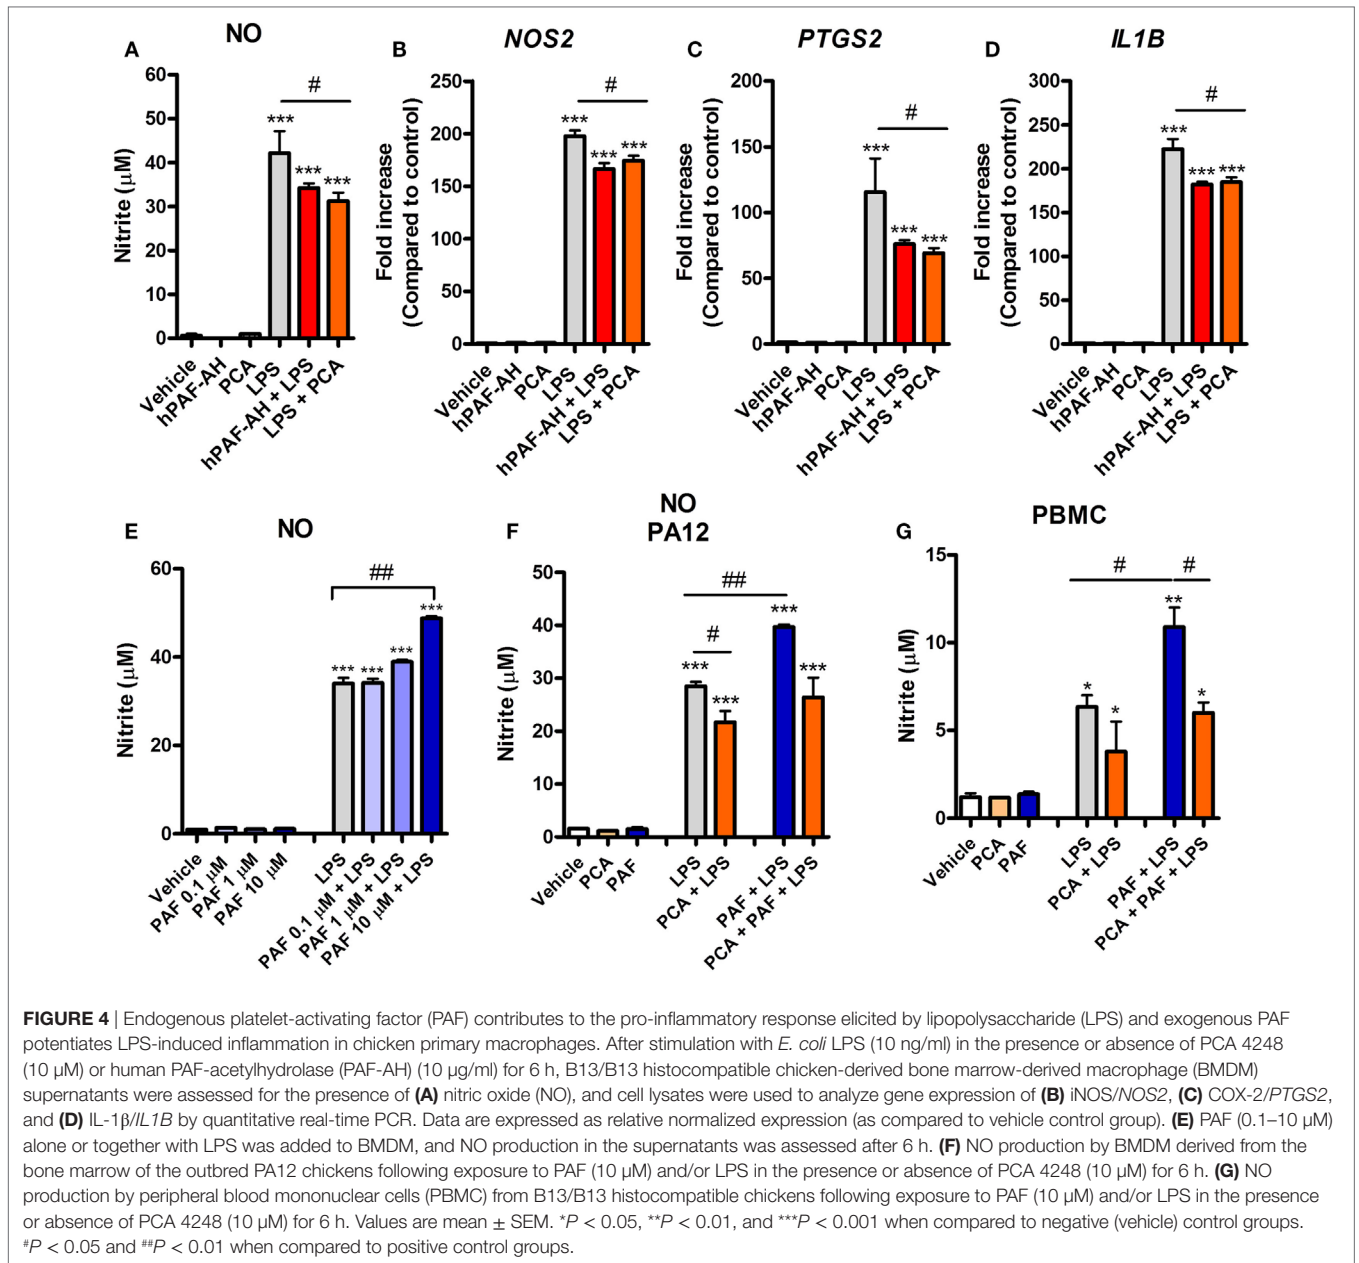 A
NO
Nitrite (μM)
60
50
40
30
20
10
0
***
***
***
#
Vehicle
hPAF-AH
PCA
LPS
hPAF-AH + LPS
LPS + PCA
B
NOS2
Fold increase
(Compared to control)
250
200
150
100
50
0
***
***
***
#
Vehicle
hPAF-AH
PCA
LPS
hPAF-AH + LPS
LPS + PCA
C
PTGS2
Fold increase
(Compared to control)
200
150
100
50
0
***
***
***
#
Vehicle
hPAF-AH
PCA
LPS
hPAF-AH + LPS
LPS + PCA
D
IL1B
Fold increase
(Compared to control)
300
250
200
150
100
50
0
***
***
***
#
Vehicle
hPAF-AH
PCA
LPS
hPAF-AH + LPS
LPS + PCA
E
NO
Nitrite (μM)
60
40
20
0
***
***
***
***
##
Vehicle
PAF 0.1 μM
PAF 1 μM
PAF 10 μM
LPS
PAF 0.1 μM + LPS
PAF 1 μM + LPS
PAF 10 μM + LPS
F
NO
PA12
Nitrite (μM)
50
40
30
20
10
0
***
***
***
***
#
##
Vehicle
PCA
PAF
LPS
PCA + LPS
PAF + LPS
PCA + PAF + LPS
G
PBMC
Nitrite (μM)
15
10
5
0
*
*
**
*
#
#
Vehicle
PCA
PAF
LPS
PCA + LPS
PAF + LPS
PCA + PAF + LPS
FIGURE 4 | Endogenous platelet-activating factor (PAF) contributes to the pro-inflammatory response elicited by lipopolysaccharide (LPS) and exogenous PAF
potentiates LPS-induced inflammation in chicken primary macrophages. After stimulation with E. coli LPS (10 ng/ml) in the presence or absence of PCA 4248
(10 μM) or human PAF-acetylhydrolase (PAF-AH) (10 μg/ml) for 6 h, B13/B13 histocompatible chicken-derived bone marrow-derived macrophage (BMDM)
supernatants were assessed for the presence of (A) nitric oxide (NO), and cell lysates were used to analyze gene expression of (B) iNOS/NOS2, (C) COX-2/PTGS2,
and (D) IL-1β/IL1B by quantitative real-time PCR. Data are expressed as relative normalized expression (as compared to vehicle control group). (E) PAF (0.1–10 μM)
alone or together with LPS was added to BMDM, and NO production in the supernatants was assessed after 6 h. (F) NO production by BMDM derived from the
bone marrow of the outbred PA12 chickens following exposure to PAF (10 μM) and/or LPS in the presence or absence of PCA 4248 (10 μM) for 6 h. (G) NO
production by peripheral blood mononuclear cells (PBMC) from B13/B13 histocompatible chickens following exposure to PAF (10 μM) and/or LPS in the presence
or absence of PCA 4248 (10 μM) for 6 h. Values are mean ± SEM. *P < 0.05, **P < 0.01, and ***P < 0.001 when compared to negative (vehicle) control groups.
#P < 0.05 and ##P < 0.01 when compared to positive control groups.